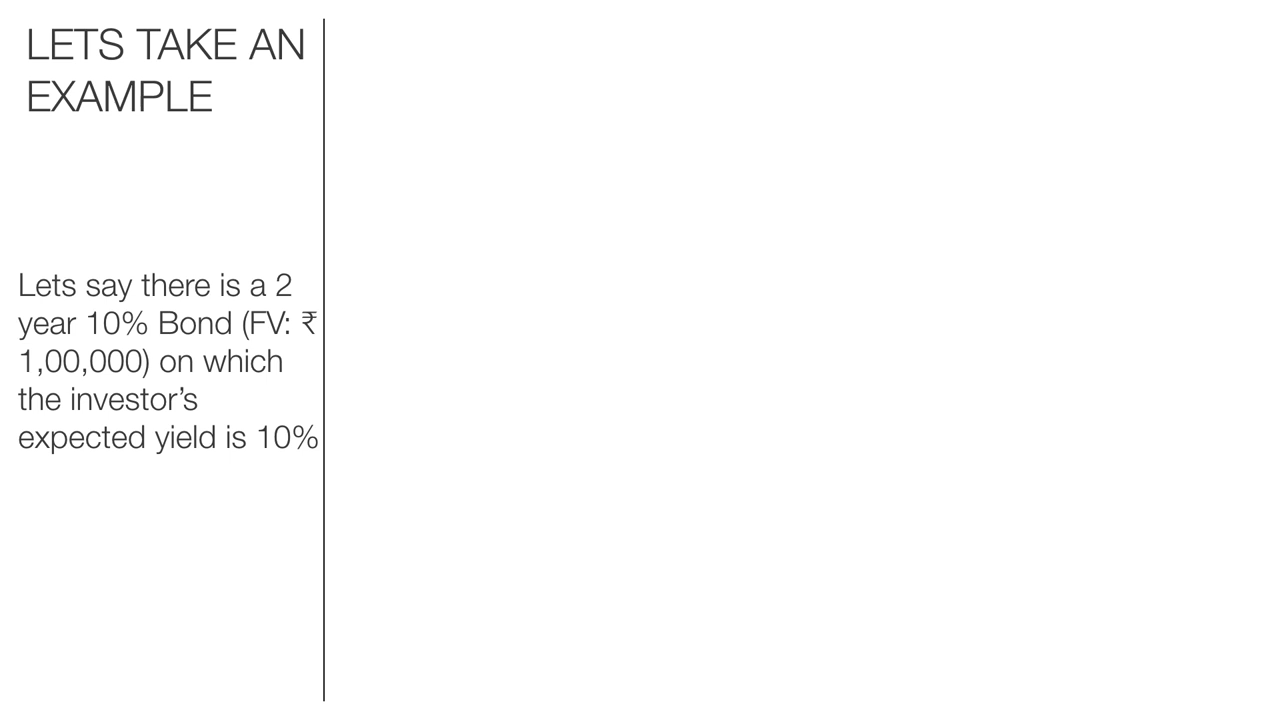 LETS TAKE AN
EXAMPLE
Lets say there is a 2
year 10% Bond (FV: ₹
1,00,000) on which
the investor’s
expected yield is 10%